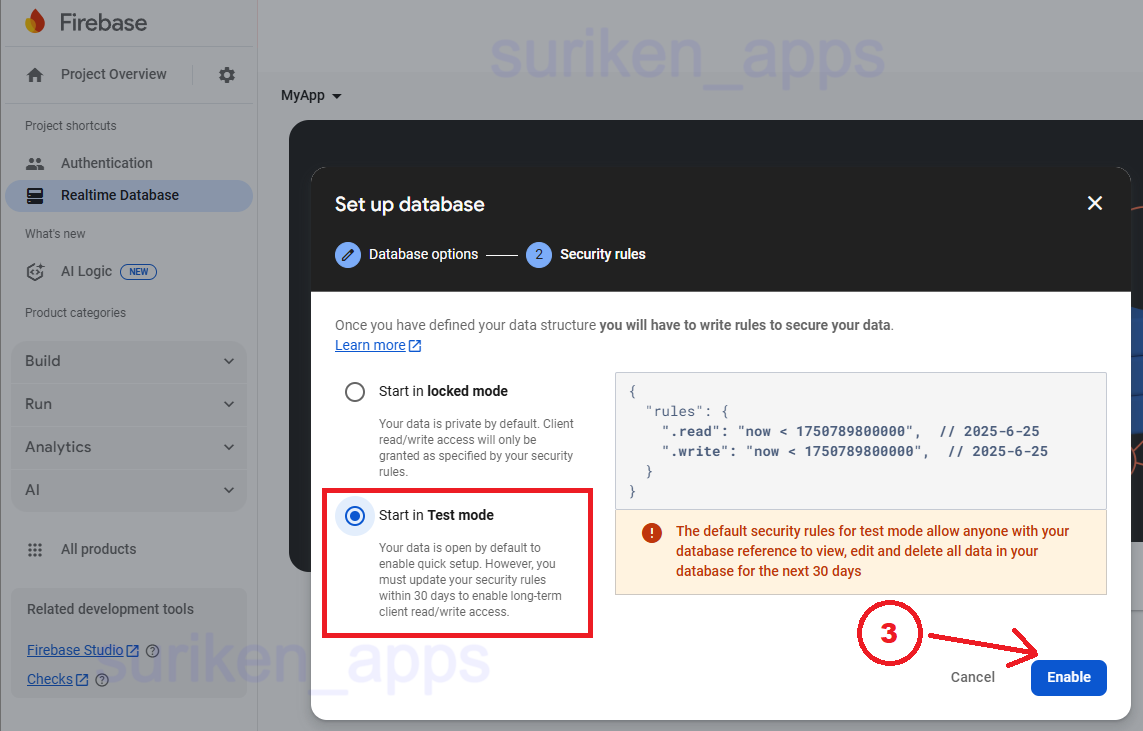 Firebase
suriken_apps
Project Overview
MyApp
Project shortcuts
Authentication
Realtime Database
What's new
AI Logic NEW
Product categories
Build
Run
Analytics
AI
All products
Related development tools
Firebase Studio
Checks
suriken_apps
Set up database
Database options
2 Security rules
Once you have defined your data structure you will have to write rules to secure your data.
Learn more
Start in locked mode
Your data is private by default. Client
read/write access will only be
granted as specified by your security
rules.
Start in Test mode
Your data is open by default to
enable quick setup. However, you
must update your security rules
within 30 days to enable long-term
client read/write access.
{
"rules": {
".read": "now < 1750789800000",  // 2025-6-25
".write": "now < 1750789800000",  // 2025-6-25
}
}
The default security rules for test mode allow anyone with your
database reference to view, edit and delete all data in your
database for the next 30 days
3
Cancel
Enable